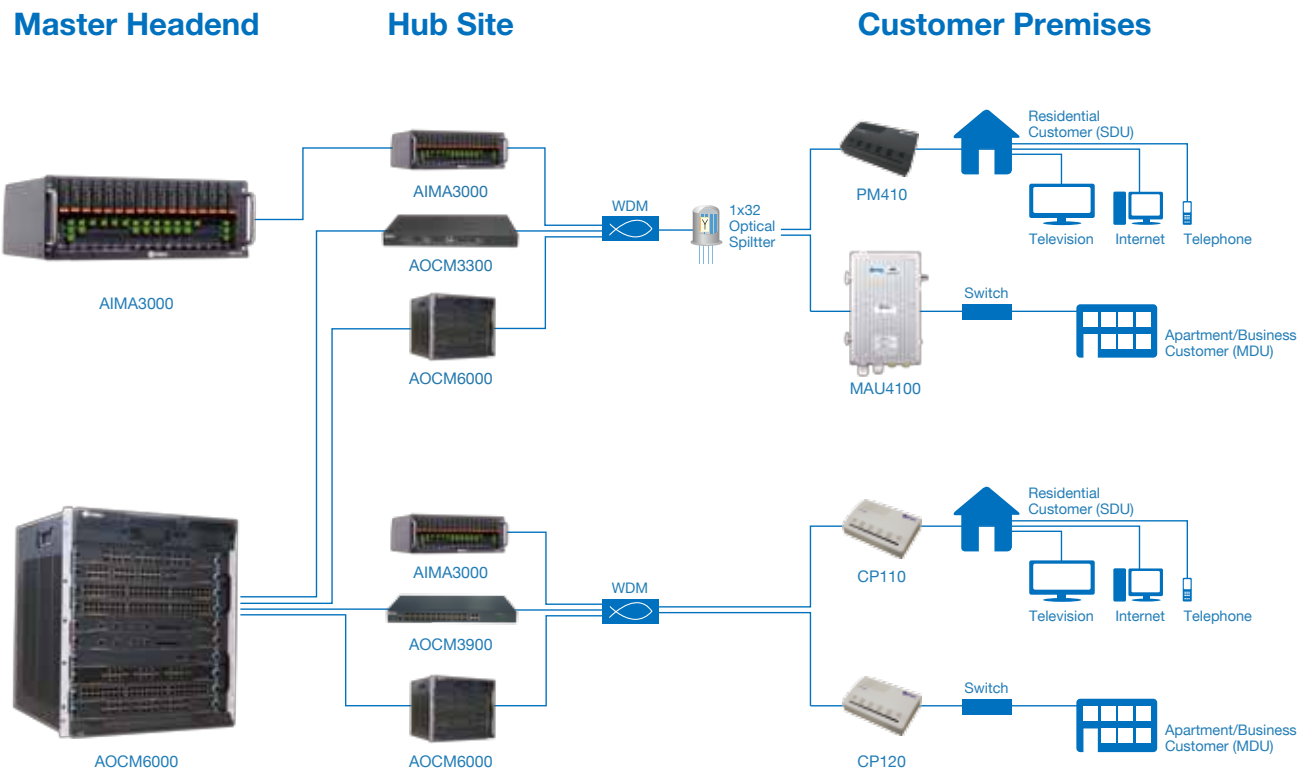 Master Headend
Hub Site
Customer Premises
AIMA3000
AIMA3000
AOCM3300
AOCM6000
WDM
1x32
Optical
Spiltter
PM410
Residential
Customer (SDU)
Television
Internet
Telephone
MAU4100
Switch
Apartment/Business
Customer (MDU)
AOCM6000
AIMA3000
AOCM3900
AOCM6000
WDM
CP110
Residential
Customer (SDU)
Television
Internet
Telephone
CP120
Switch
Apartment/Business
Customer (MDU)